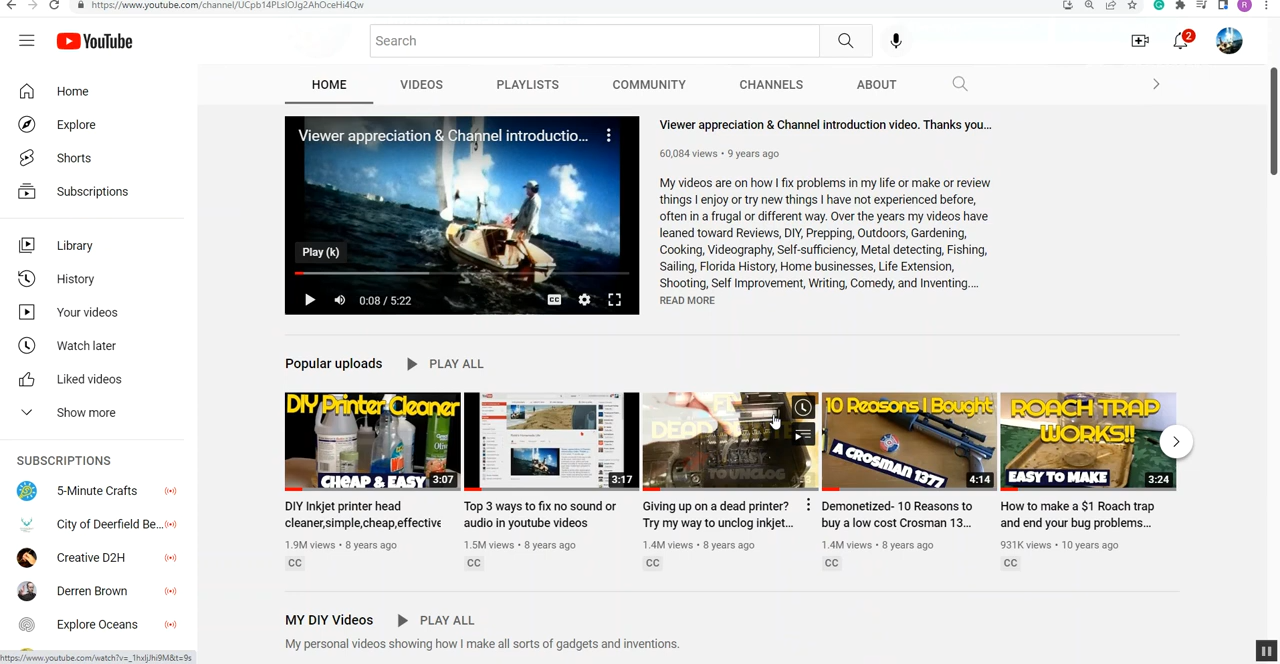 https://www.youtube.com/channel/UCpb14PLslOJg2AhOceHi4Qw
YouTube
Search
2
HOME VIDEOS PLAYLISTS COMMUNITY CHANNELS ABOUT
Home
Explore
Shorts
Subscriptions
Library
History
Your videos
Watch later
Liked videos
Show more
SUBSCRIPTIONS
5-Minute Crafts
City of Deerfield Be...
Creative D2H
Derren Brown
Explore Oceans
Viewer appreciation & Channel introductio...
Play (k)
0:08 / 5:22
Viewer appreciation & Channel introduction video. Thanks you...
60,084 views • 9 years ago
My videos are on how I fix problems in my life or make or review
things I enjoy or try new things I have not experienced before,
often in a frugal or different way. Over the years my videos have
leaned toward Reviews, DIY, Prepping, Outdoors, Gardening,
Cooking, Videography, Self-sufficiency, Metal detecting, Fishing,
Sailing, Florida History, Home businesses, Life Extension,
Shooting, Self Improvement, Writing, Comedy, and Inventing....
READ MORE
Popular uploads PLAY ALL
DIY Printer Cleaner
CHEAP & EASY
3:07
DIY Inkjet printer head
cleaner,simple,cheap,effective
1.9M views • 8 years ago
CC
3:17
Top 3 ways to fix no sound or
audio in youtube videos
1.5M views • 8 years ago
CC
Giving up on a dead printer?
Try my way to unclog inkjet...
1.4M views • 8 years ago
CC
10 Reasons I Bought
A CROSMAN 1377
4:14
Demonetized- 10 Reasons to
buy a low cost Crosman 13...
1.4M views • 8 years ago
CC
ROACH TRAP
WORKS!!
EASY TO MAKE
3:24
How to make a $1 Roach trap
and end your bug problems...
931K views • 10 years ago
CC
MY DIY Videos PLAY ALL
My personal videos showing how I make all sorts of gadgets and inventions.